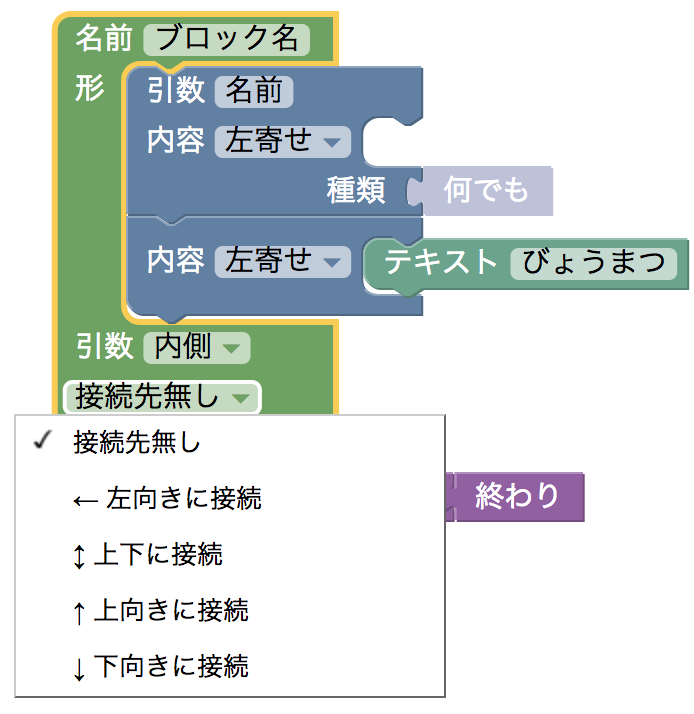 名前 ブロック名
形 引数 名前
内容 左寄せ
種類 何でも
内容 左寄せ テキスト びょうまつ
引数 内側
接続先無し
✓ 接続先無し
← 左向きに接続
終わり
↕ 上下に接続
↑ 上向きに接続
↓ 下向きに接続